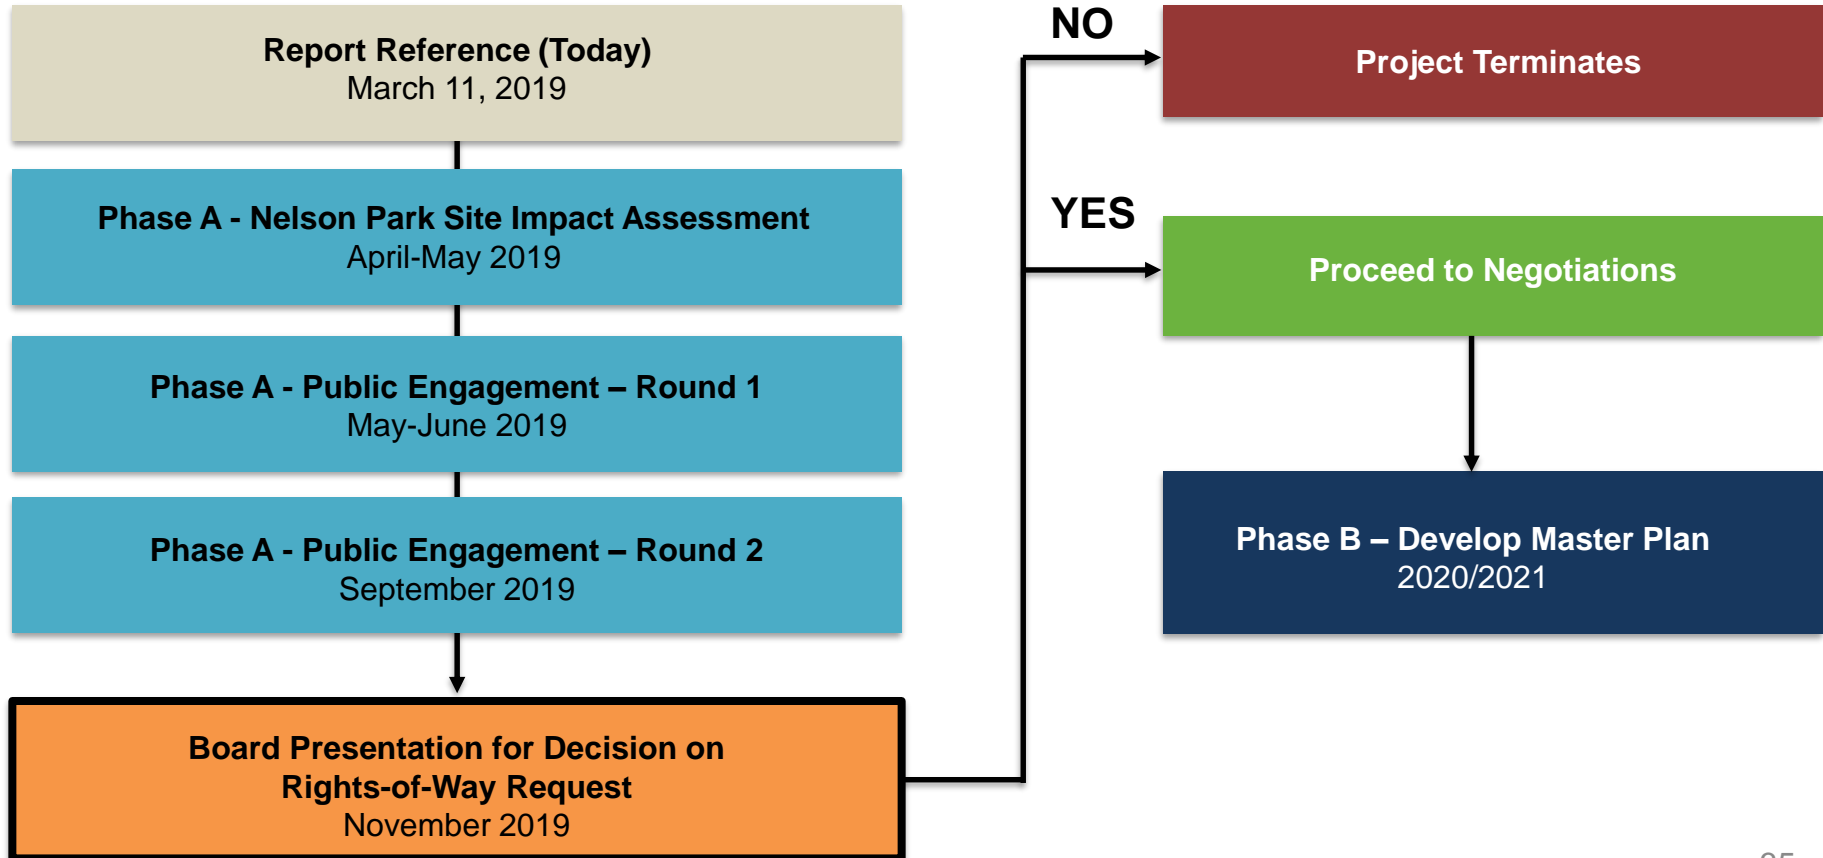 Report Reference (Today)
March 11, 2019
Phase A - Nelson Park Site Impact Assessment
April-May 2019
Phase A - Public Engagement – Round 1
May-June 2019
Phase A - Public Engagement – Round 2
September 2019
Board Presentation for Decision on
Rights-of-Way Request
November 2019
NO
Project Terminates
YES
Proceed to Negotiations
Phase B – Develop Master Plan
2020/2021